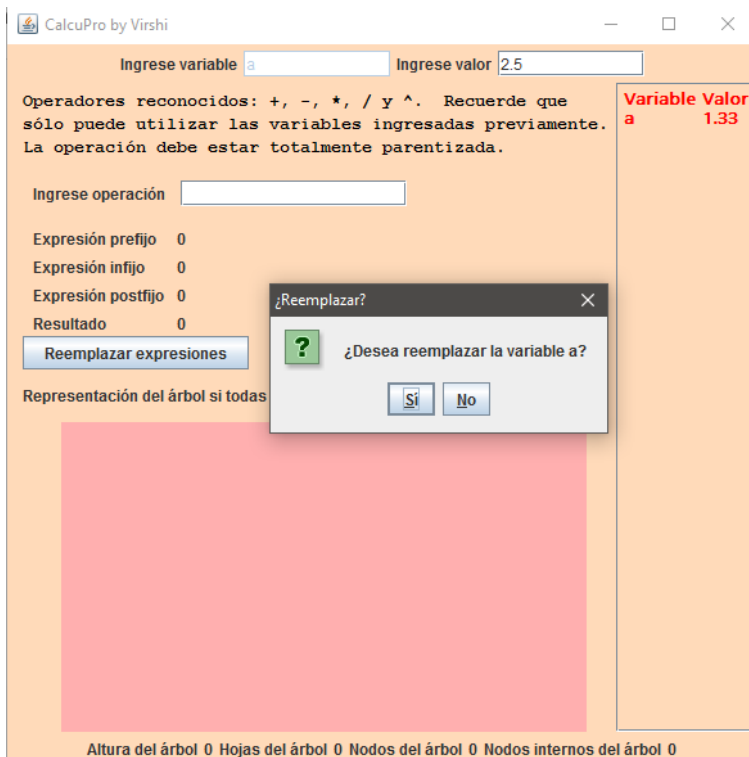 CalcuPro by Virshi
Ingrese variable a Ingrese valor 2.5
Operadores reconocidos: +, -, *, / y ^. Recuerde que
sólo puede utilizar las variables ingresadas previamente.
La operación debe estar totalmente parentizada.
Variable Valor
a 1.33
Ingrese operación
Expresión prefijo 0
Expresión infijo 0
Expresión postfijo 0
Resultado 0
Reemplazar expresiones
¿Reemplazar?
¿Desea reemplazar la variable a?
Sí No
Representación del árbol si todas
Altura del árbol 0 Hojas del árbol 0 Nodos del árbol 0 Nodos internos del árbol 0